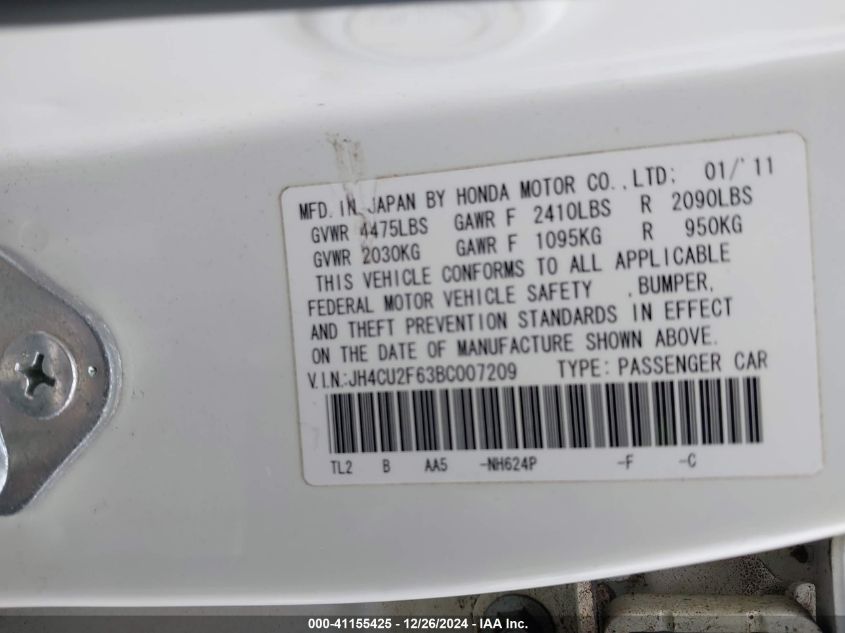 MFD. IN JAPAN BY HONDA MOTOR CO., LTD; 01/'11
GVWR 4475LBS GAWR F 2410LBS R 2090LBS
GVWR 2030KG GAWR F 1095KG R 950KG
THIS VEHICLE CONFORMS TO ALL APPLICABLE
FEDERAL MOTOR VEHICLE SAFETY , BUMPER,
AND THEFT PREVENTION STANDARDS IN EFFECT
ON THE DATE OF MANUFACTURE SHOWN ABOVE.
V.I.N.:JH4CU2F63BC007209 TYPE: PASSENGER CAR
TL2 B AA5 -NH624P -F -C
000-41155425 - 12/26/2024 - IAA Inc.